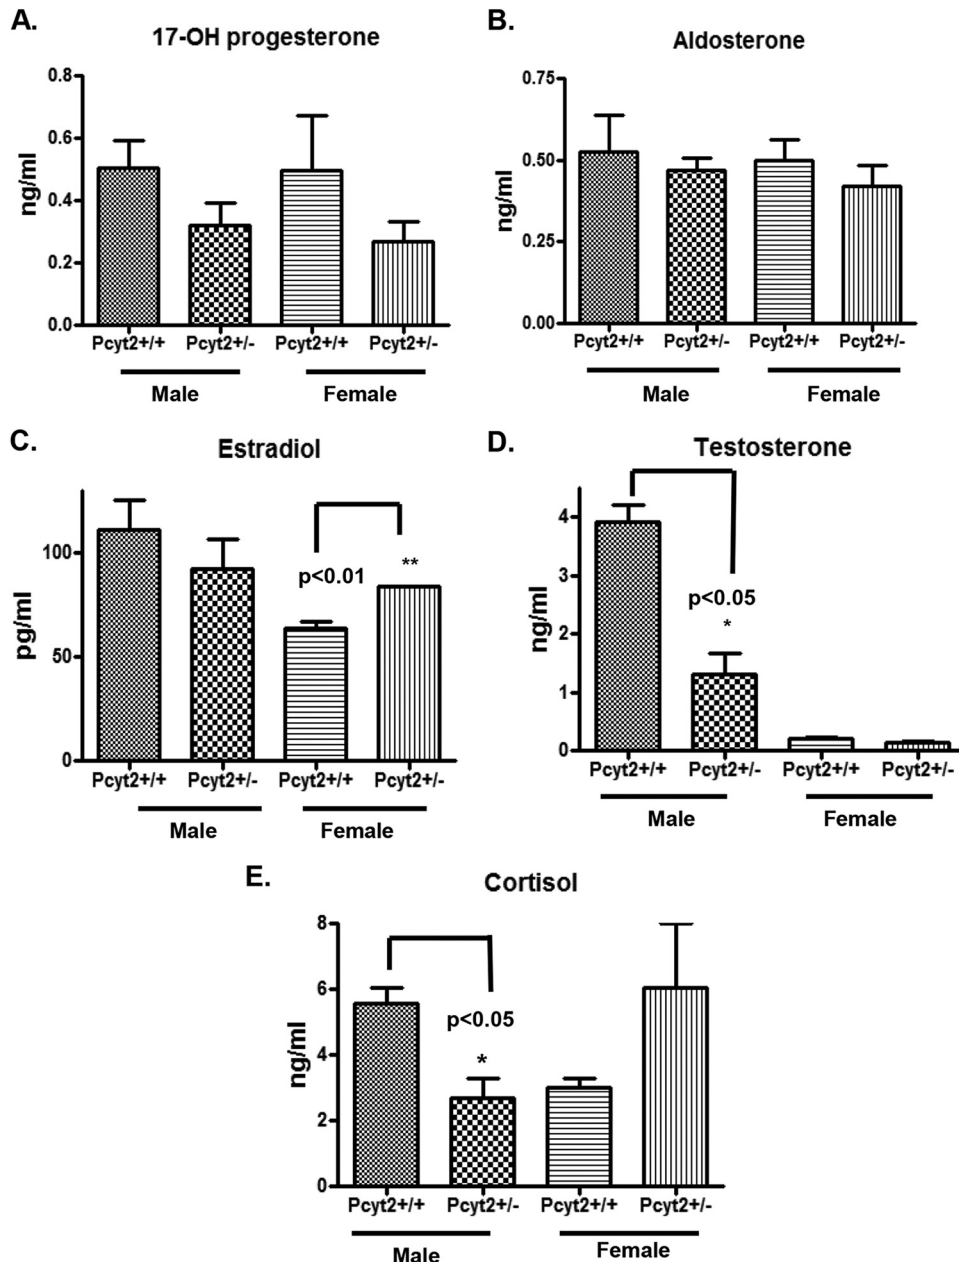 A.
17-OH progesterone
ng/ml
0.8
0.6
0.4
0.2
0.0
Pcyt2+/+ Pcyt2+/- Pcyt2+/+ Pcyt2+/-
Male Female
B.
Aldosterone
ng/ml
0.75
0.50
0.25
0.00
Pcyt2+/+ Pcyt2+/- Pcyt2+/+ Pcyt2+/-
Male Female
C.
Estradiol
pg/ml
100
50
0
p<0.01
**
Pcyt2+/+ Pcyt2+/- Pcyt2+/+ Pcyt2+/-
Male Female
D.
Testosterone
ng/ml
4
3
2
1
0
p<0.05
*
Pcyt2+/+ Pcyt2+/- Pcyt2+/+ Pcyt2+/-
Male Female
E.
Cortisol
ng/ml
8
6
4
2
0
p<0.05
*
Pcyt2+/+ Pcyt2+/- Pcyt2+/+ Pcyt2+/-
Male Female